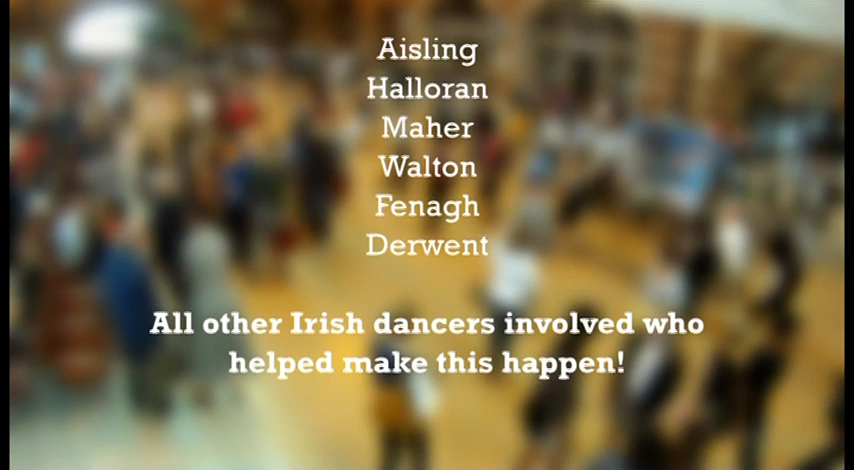 Aisling
Halloran
Maher
Walton
Fenagh
Derwent
All other Irish dancers involved who
helped make this happen!